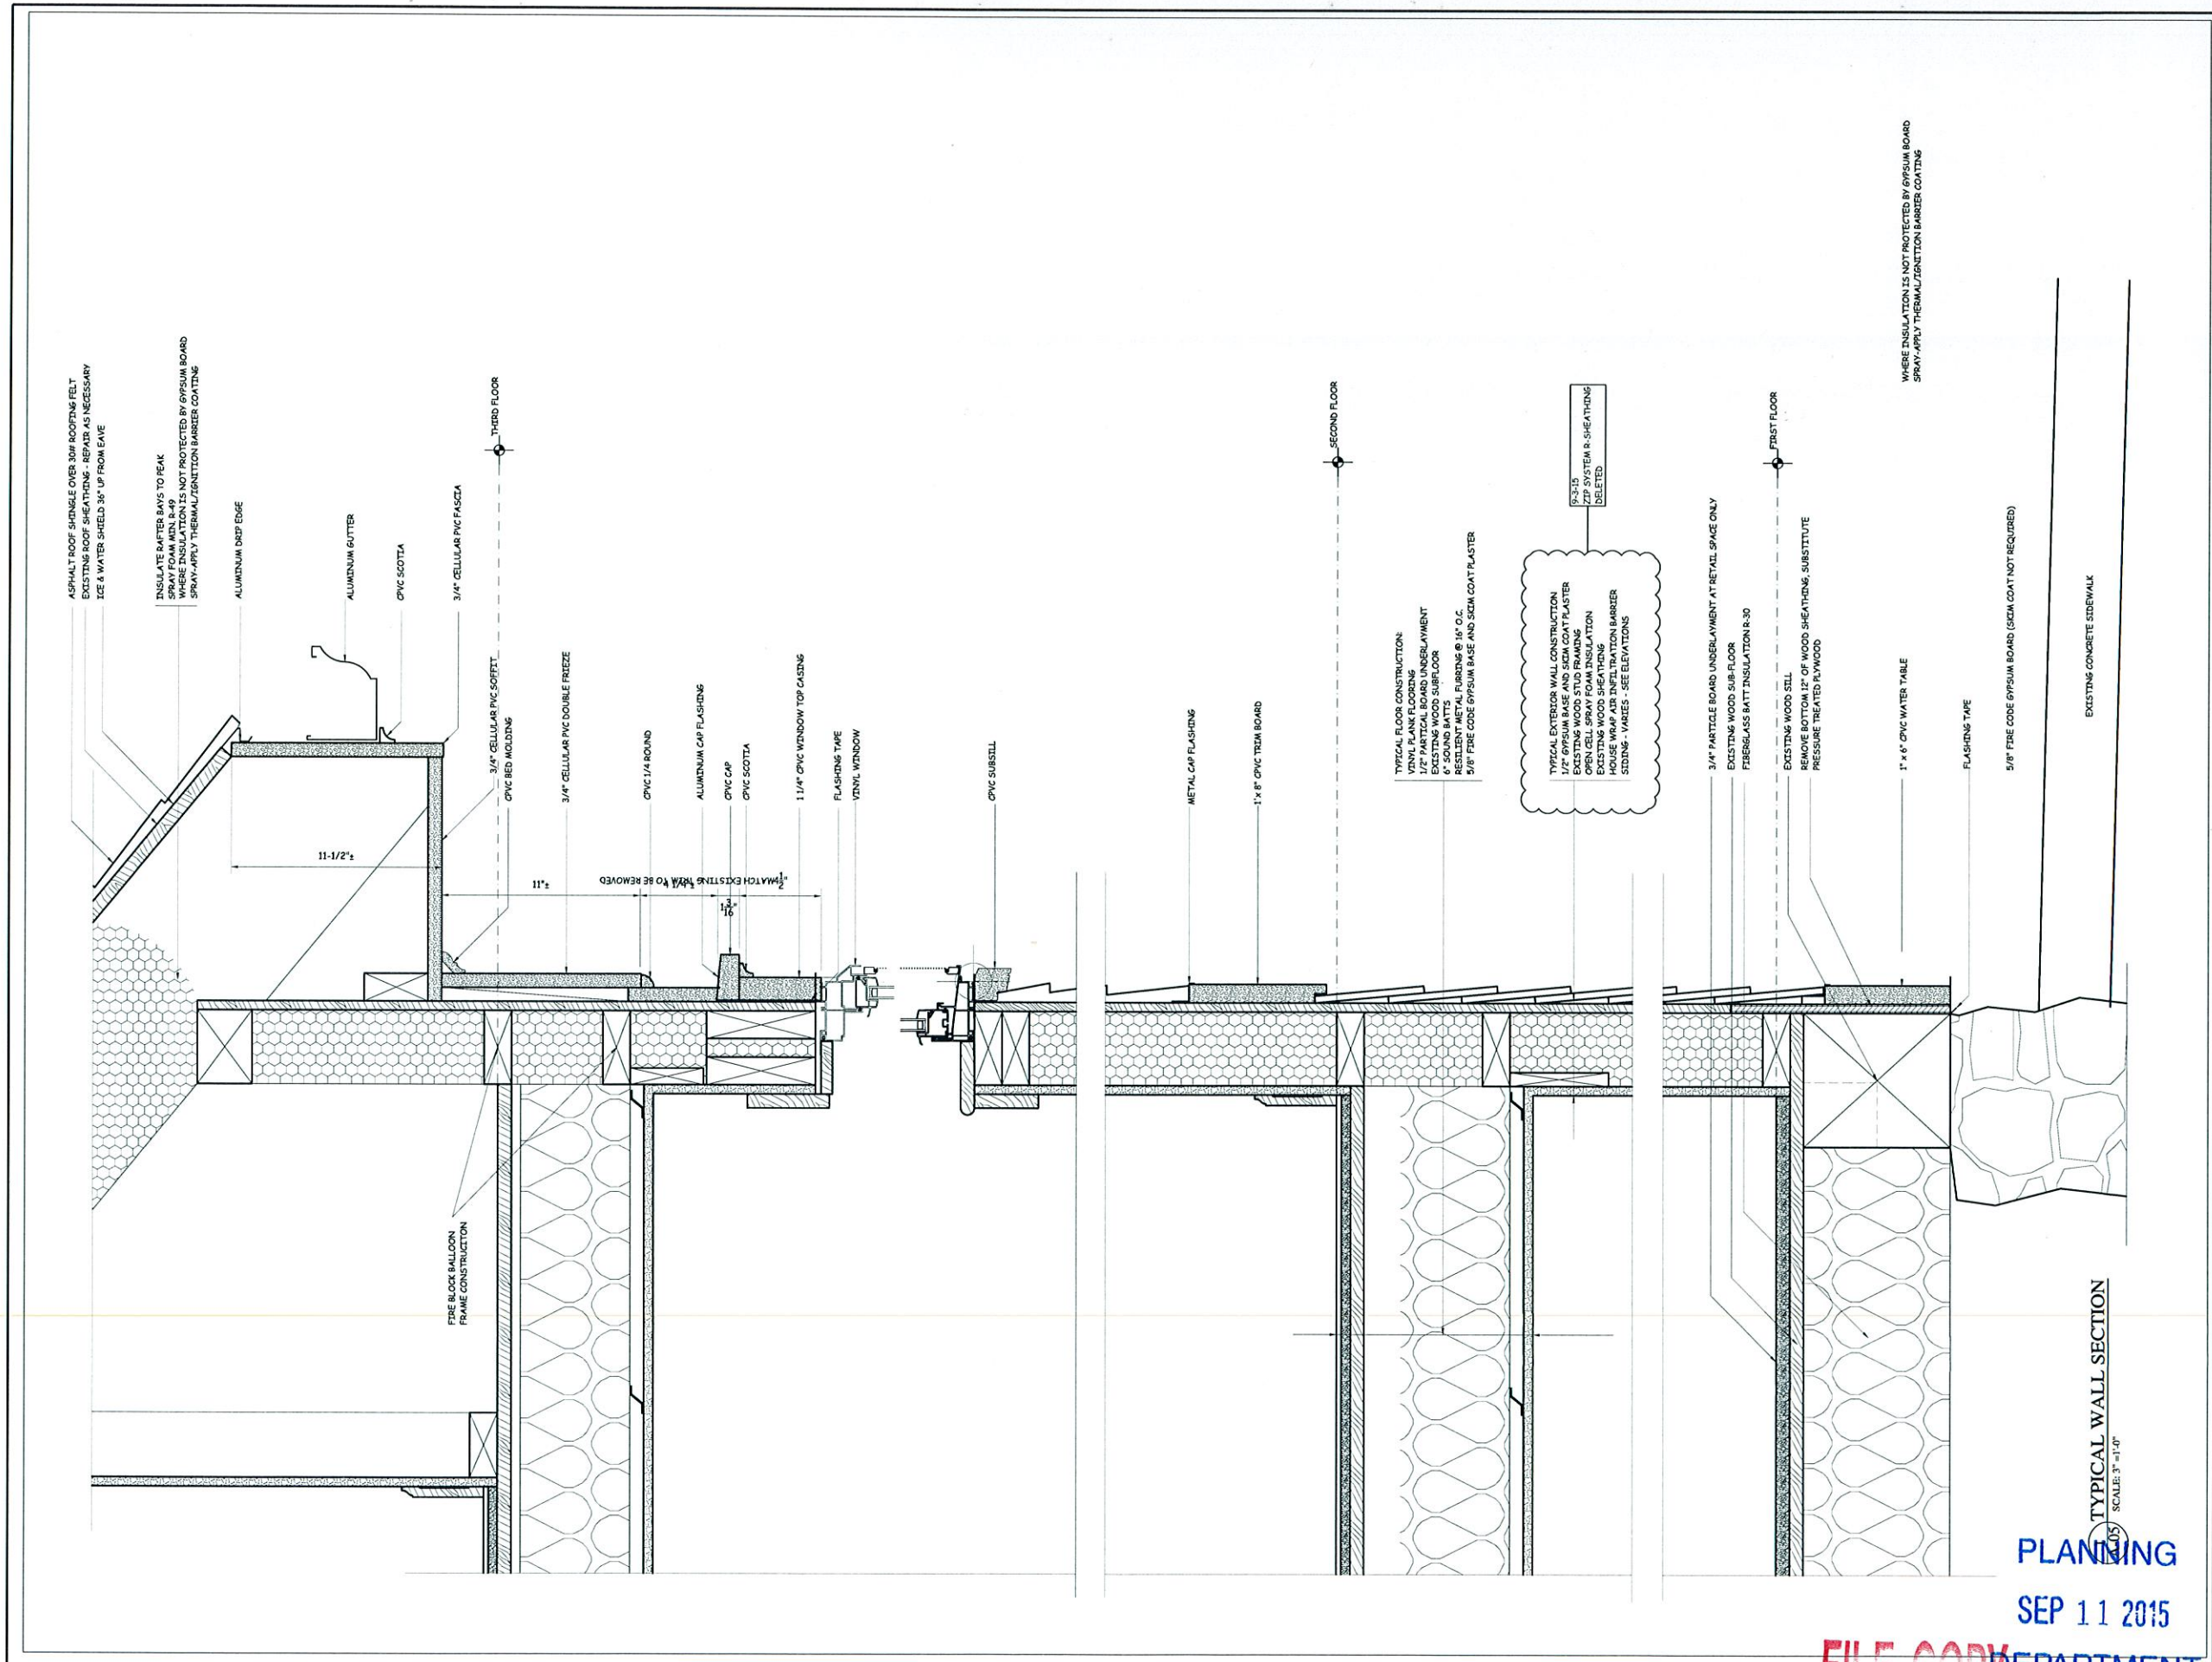 ASPHALT ROOF SHINGLE OVER 30# ROOFING FELT
EXISTING ROOF SHEATHING - REPAIR AS NECESSARY
ICE & WATER SHIELD 36" UP FROM EAVE
INSULATE RAFTER BAYS TO PEAK
SPRAY FOAM MIN. R-49
WHERE INSULATION IS NOT PROTECTED BY GYPSUM BOARD
SPRAY-APPLY THERMAL/IGNITION BARRIER COATING
ALUMINUM DRIP EDGE
ALUMINUM GUTTER
CPVC SCOTIA
3/4" CELLULAR PVC FASCIA
THIRD FLOOR
3/4" CELLULAR PVC SOFFIT
CPVC BED MOLDING
3/4" CELLULAR PVC DOUBLE FRIEZE
CPVC 1/4 ROUND
ALUMINUM CAP FLASHING
CPVC CAP
CPVC SCOTIA
1 1/4" CPVC WINDOW TOP CASING
FLASHING TAPE
VINYL WINDOW
11-1/2"±
11"±
4 1/4"±
MATCH EXISTING TRIM TO BE REMOVED
1 3/16"
FIRE BLOCK BALLOON
FRAME CONSTRUCITON
CPVC SUBSILL
METAL CAP FLASHING
1"x 8" CPVC TRIM BOARD
SECOND FLOOR
TYPICAL FLOOR CONSTRUCTION:
VINYL PLANK FLOORING
1/2" PARTICAL BOARD UNDERLAYMENT
EXISTING WOOD SUBFLOOR
6" SOUND BATTS
RESILIENT METAL FURRING @ 16" O.C.
5/8" FIRE CODE GYPSUM BASE AND SKIM COAT PLASTER
TYPICAL EXTERIOR WALL CONSTRUCTION
1/2" GYPSUM BASE AND SKIM COAT PLASTER
EXISTING WOOD STUD FRAMING
OPEN CELL SPRAY FOAM INSULATION
EXISTING WOOD SHEATHING
HOUSE WRAP AIR INFILTRATION BARRIER
SIDING - VARIES - SEE ELEVATIONS
9-3-15
ZIP SYSTEM R-SHEATHING
DELETED
3/4" PARTICLE BOARD UNDERLAYMENT AT RETAIL SPACE ONLY
EXISTING WOOD SUB-FLOOR
FIBERGLASS BATT INSULATION R-30
FIRST FLOOR
EXISTING WOOD SILL
REMOVE BOTTOM 12" OF WOOD SHEATHING, SUBSTITUTE
PRESSURE TREATED PLYWOOD
WHERE INSULATION IS NOT PROTECTED BY GYPSUM BOARD
SPRAY-APPLY THERMAL/IGNITION BARRIER COATING
1" x 6" CPVC WATER TABLE
FLASHING TAPE
5/8" FIRE CODE GYPSUM BOARD (SKIM COAT NOT REQUIRED)
EXISTING CONCRETE SIDEWALK
TYPICAL WALL SECTION
SCALE: 3" =1'-0"
PLANNING
SEP 11 2015
FILE COPY
DEPARTMENT